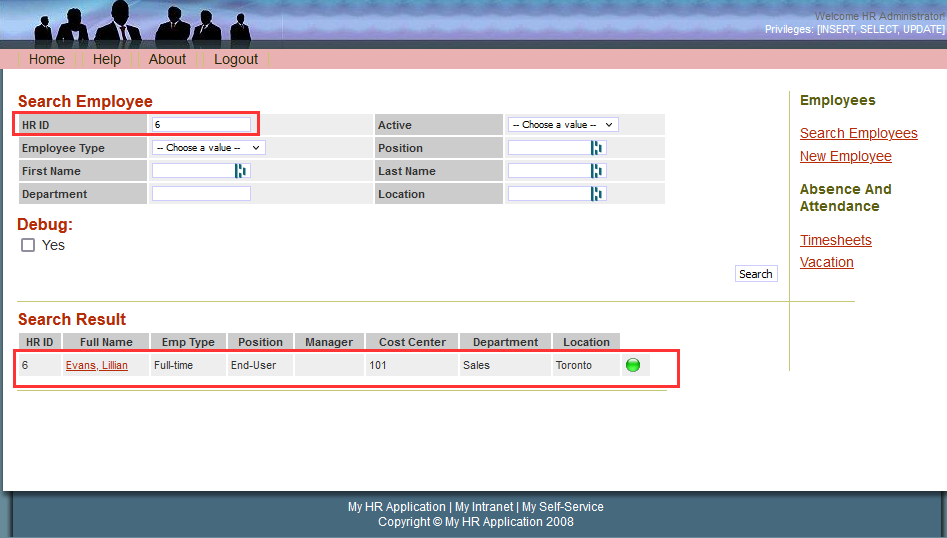 Welcome HR Administrator!
Privileges: [INSERT, SELECT, UPDATE]
Home Help About Logout
Search Employee
HR ID 6 Active -- Choose a value --
Employee Type -- Choose a value -- Position
First Name Last Name
Department Location
Debug:
Yes
Search
Employees
Search Employees
New Employee
Absence And
Attendance
Timesheets
Vacation
Search Result
HR ID Full Name Emp Type Position Manager Cost Center Department Location
6 Evans, Lillian Full-time End-User 101 Sales Toronto
My HR Application | My Intranet | My Self-Service
Copyright © My HR Application 2008